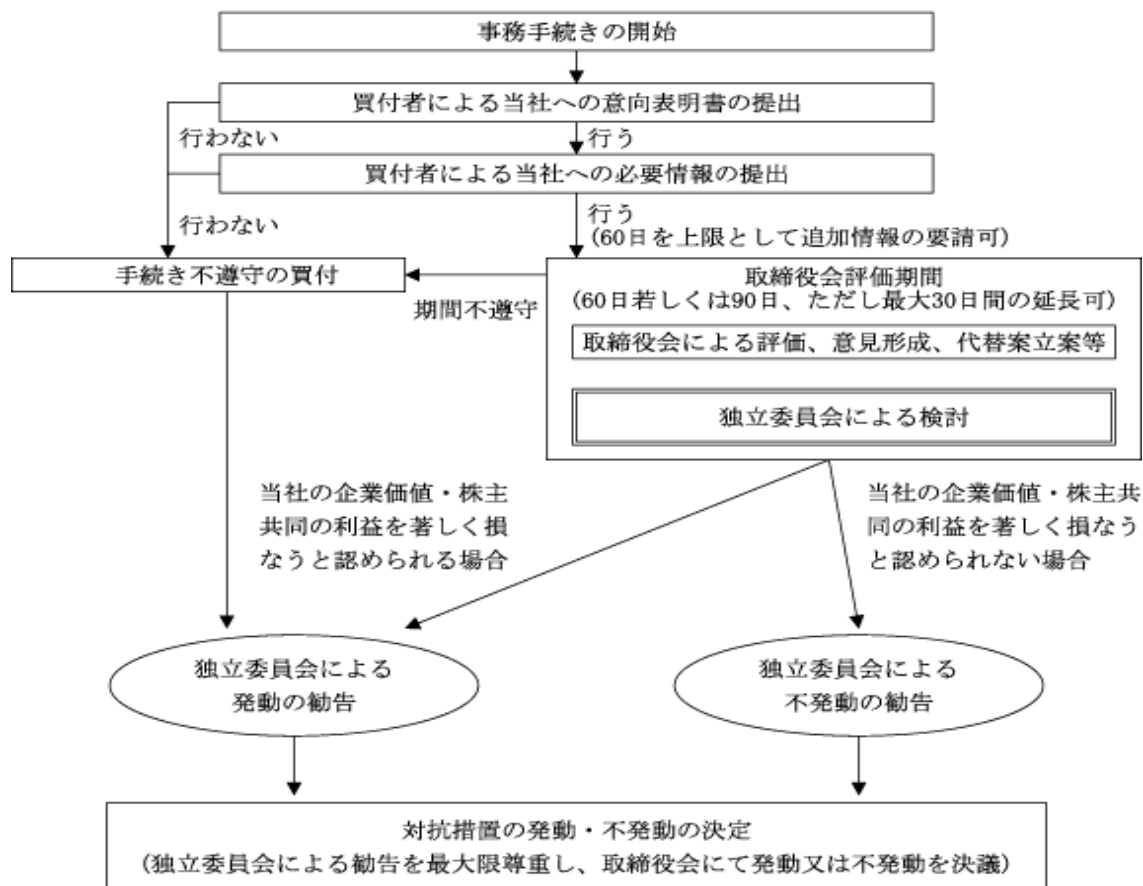 事務手続きの開始
買付者による当社への意向表明書の提出
行わない
行う
買付者による当社への必要情報の提出
行わない
行う
(60日を上限として追加情報の要請可)
手続き不遵守の買付
期間不遵守
取締役会評価期間
(60日若しくは90日、ただし最大30日間の延長可)
取締役会による評価、意見形成、代替案立案等
独立委員会による検討
当社の企業価値・株主
共同の利益を著しく損
なうと認められる場合
当社の企業価値・株主共
同の利益を著しく損なう
と認められない場合
独立委員会による
発動の勧告
独立委員会による
不発動の勧告
対抗措置の発動・不発動の決定
(独立委員会による勧告を最大限尊重し、取締役会にて発動又は不発動を決議)